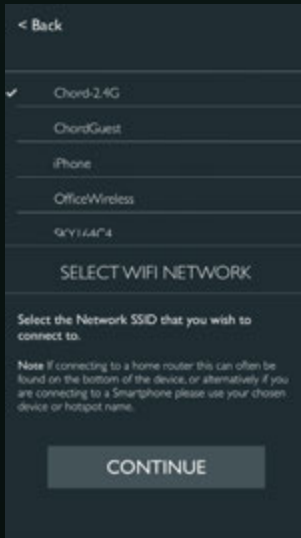 < Back
Chord-2.4G
ChordGuest
iPhone
OfficeWireless
SELECT WIFI NETWORK
Select the Network SSID that you wish to
connect to.
Note If connecting to a home router this can often be
found on the bottom of the device, or alternatively if you
are connecting to a Smartphone please use your chosen
device or hotspot name.
CONTINUE